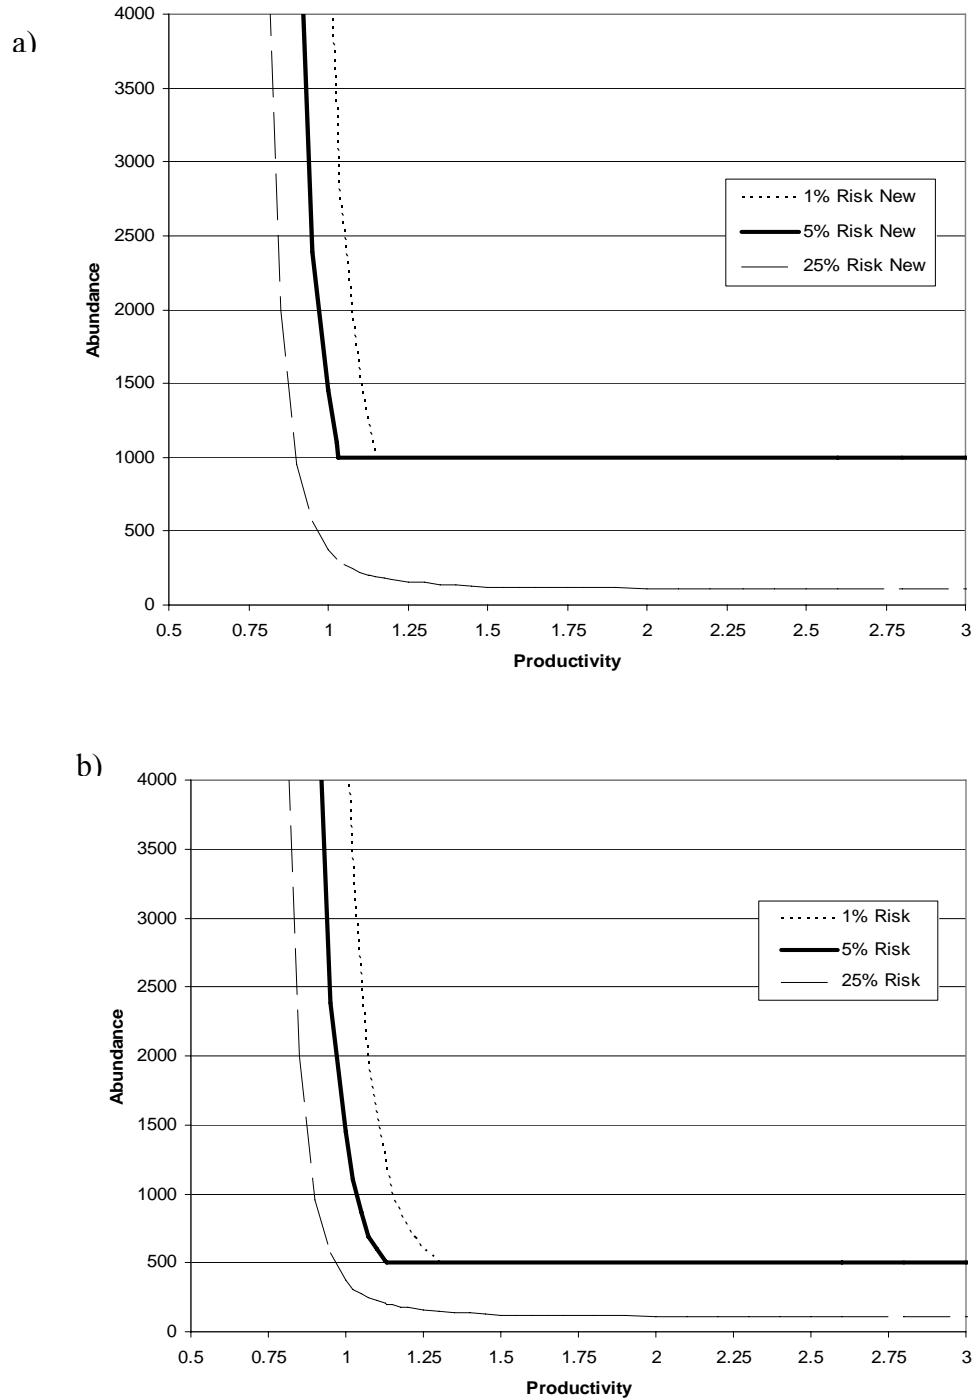 a)
4000
3500
3000
2500
2000
1500
1000
500
0
Abundance
1% Risk New
5% Risk New
25% Risk New
0.5 0.75 1 1.25 1.5 1.75 2 2.25 2.5 2.75 3
Productivity
b)
4000
3500
3000
2500
2000
1500
1000
500
0
Abundance
1% Risk
5% Risk
25% Risk
0.5 0.75 1 1.25 1.5 1.75 2 2.25 2.5 2.75 3
Productivity